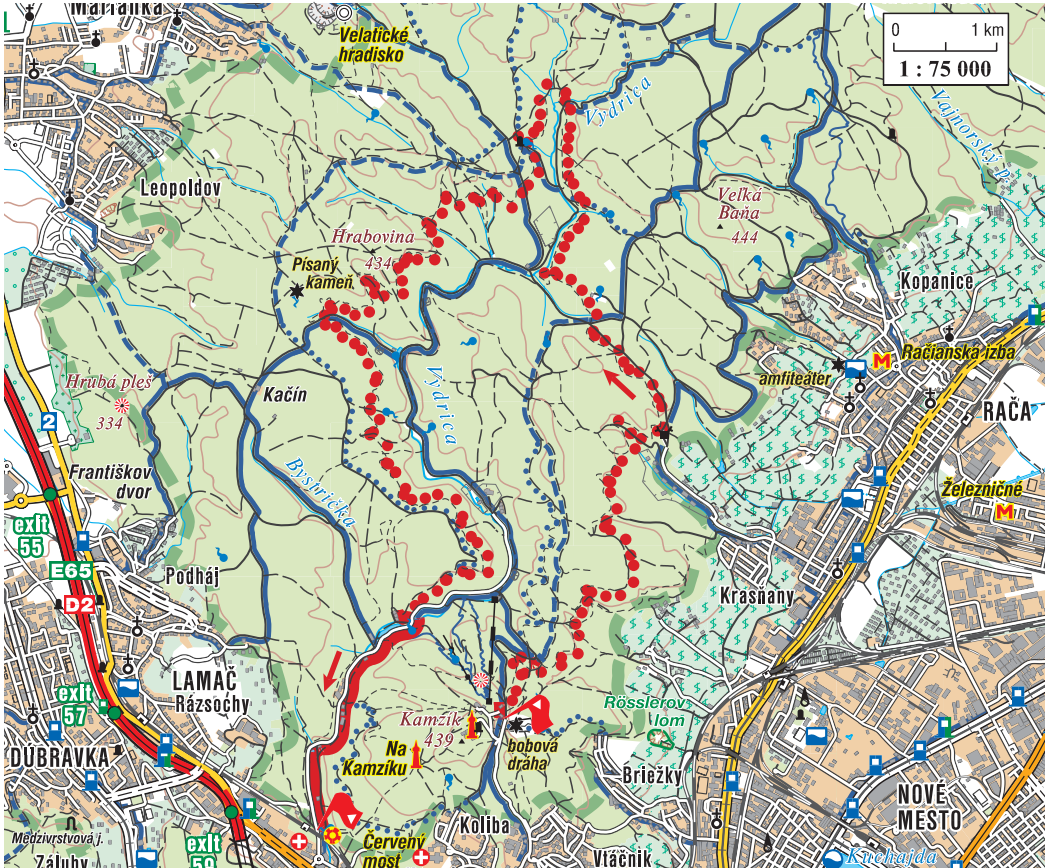 Marianka
Velatické
hradisko
0 1 km
1 : 75 000
Vydrica
Vajnorský p.
Leopoldov
Veľká
Baňa
444
Hrabovina
434
Písaný
kameň
Kopanice
Račianska izba
M
amfiteáter
RAČA
Hrubá pleš
334
Kačín
Vydrica
2
Františkov
dvor
Bystrička
Železničné
M
exit
55
E65
D2
Podháj
Krasňany
LAMAČ
Rázsochy
exit
57
Rösslerov
lom
Kamzík
439
Na
Kamzíku
bobová
dráha
DÚBRAVKA
Briežky
NOVÉ
MESTO
Medzivrstvová j.
Záluhy
exit
59
Červený
most
Koliba
Vtáčnik
Kuchajda